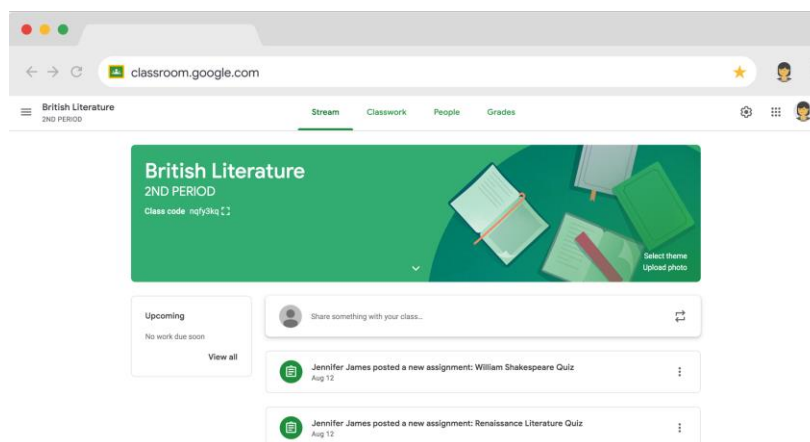 classroom.google.com
British Literature
2ND PERIOD
Stream Classwork People Grades
British Literature
2ND PERIOD
Class code nqfy3kq
Select theme
Upload photo
Upcoming
No work due soon
View all
Share something with your class...
Jennifer James posted a new assignment: William Shakespeare Quiz
Aug 12
Jennifer James posted a new assignment: Renaissance Literature Quiz
Aug 12